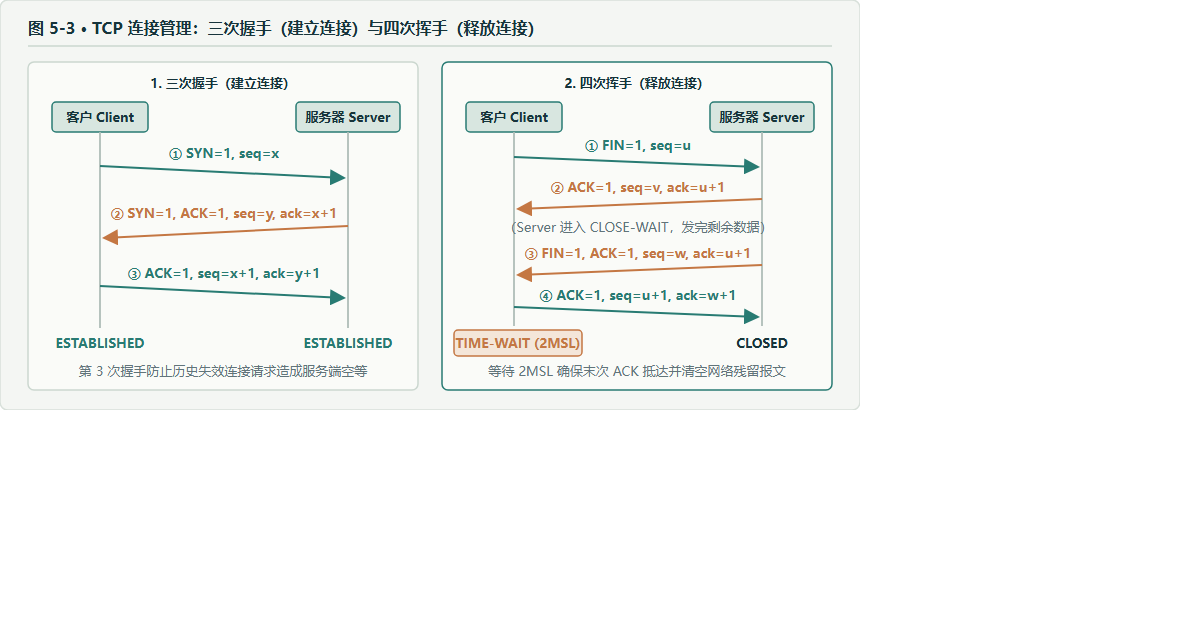 图 5-3 • TCP 连接管理：三次握手（建立连接）与四次挥手（释放连接）
1. 三次握手（建立连接）
客户 Client
服务器 Server
① SYN=1, seq=x
② SYN=1, ACK=1, seq=y, ack=x+1
③ ACK=1, seq=x+1, ack=y+1
ESTABLISHED
ESTABLISHED
第 3 次握手防止历史失效连接请求造成服务端空等
2. 四次挥手（释放连接）
客户 Client
服务器 Server
① FIN=1, seq=u
② ACK=1, seq=v, ack=u+1
(Server 进入 CLOSE-WAIT，发完剩余数据)
③ FIN=1, ACK=1, seq=w, ack=u+1
④ ACK=1, seq=u+1, ack=w+1
TIME-WAIT (2MSL)
CLOSED
等待 2MSL 确保末次 ACK 抵达并清空网络残留报文